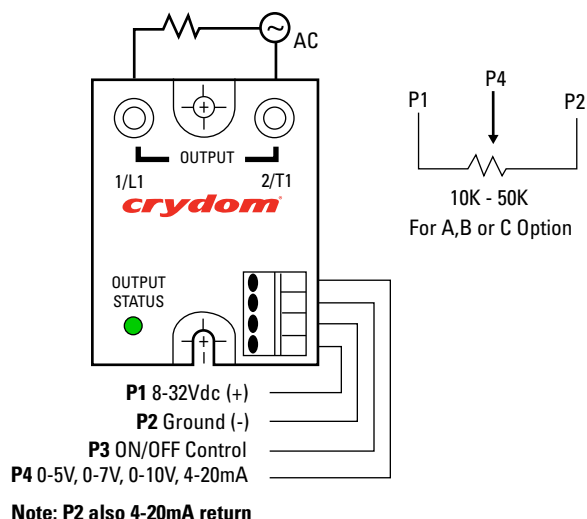 AC
OUTPUT
1/L1 2/T1
crydom
OUTPUT
STATUS
P1 8-32Vdc (+)
P2 Ground (-)
P3 ON/OFF Control
P4 0-5V, 0-7V, 0-10V, 4-20mA
Note: P2 also 4-20mA return
P4
P1 P2
10K - 50K
For A,B or C Option